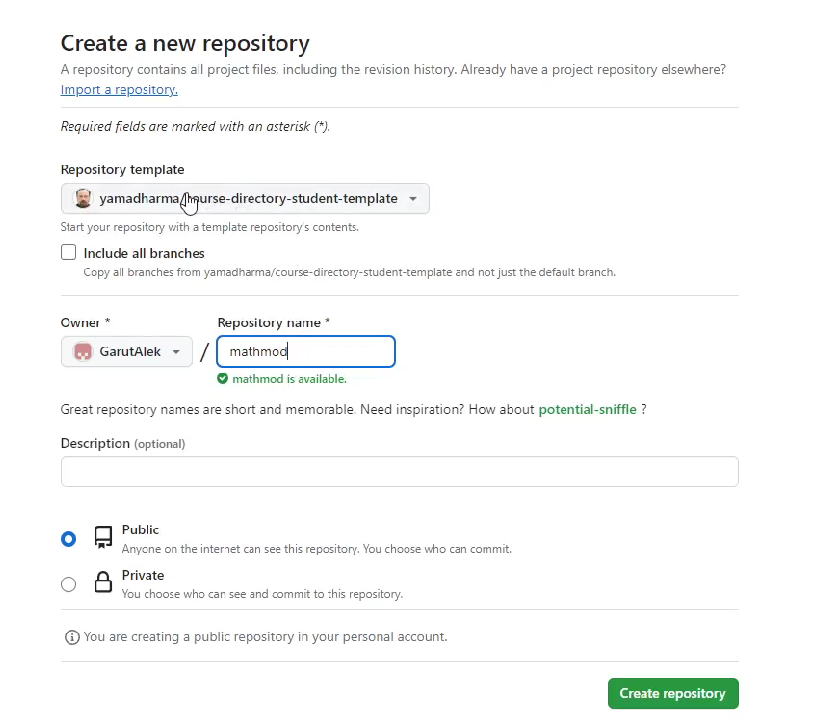 Create a new repository
A repository contains all project files, including the revision history. Already have a project repository elsewhere?
Import a repository.
Required fields are marked with an asterisk (*).
Repository template
yamadharma/course-directory-student-template
Start your repository with a template repository's contents.
Include all branches
Copy all branches from yamadharma/course-directory-student-template and not just the default branch.
Owner * Repository name *
GarutAlek / mathmod
mathmod is available.
Great repository names are short and memorable. Need inspiration? How about potential-sniffle ?
Description (optional)
Public
Anyone on the internet can see this repository. You choose who can commit.
Private
You choose who can see and commit to this repository.
You are creating a public repository in your personal account.
Create repository